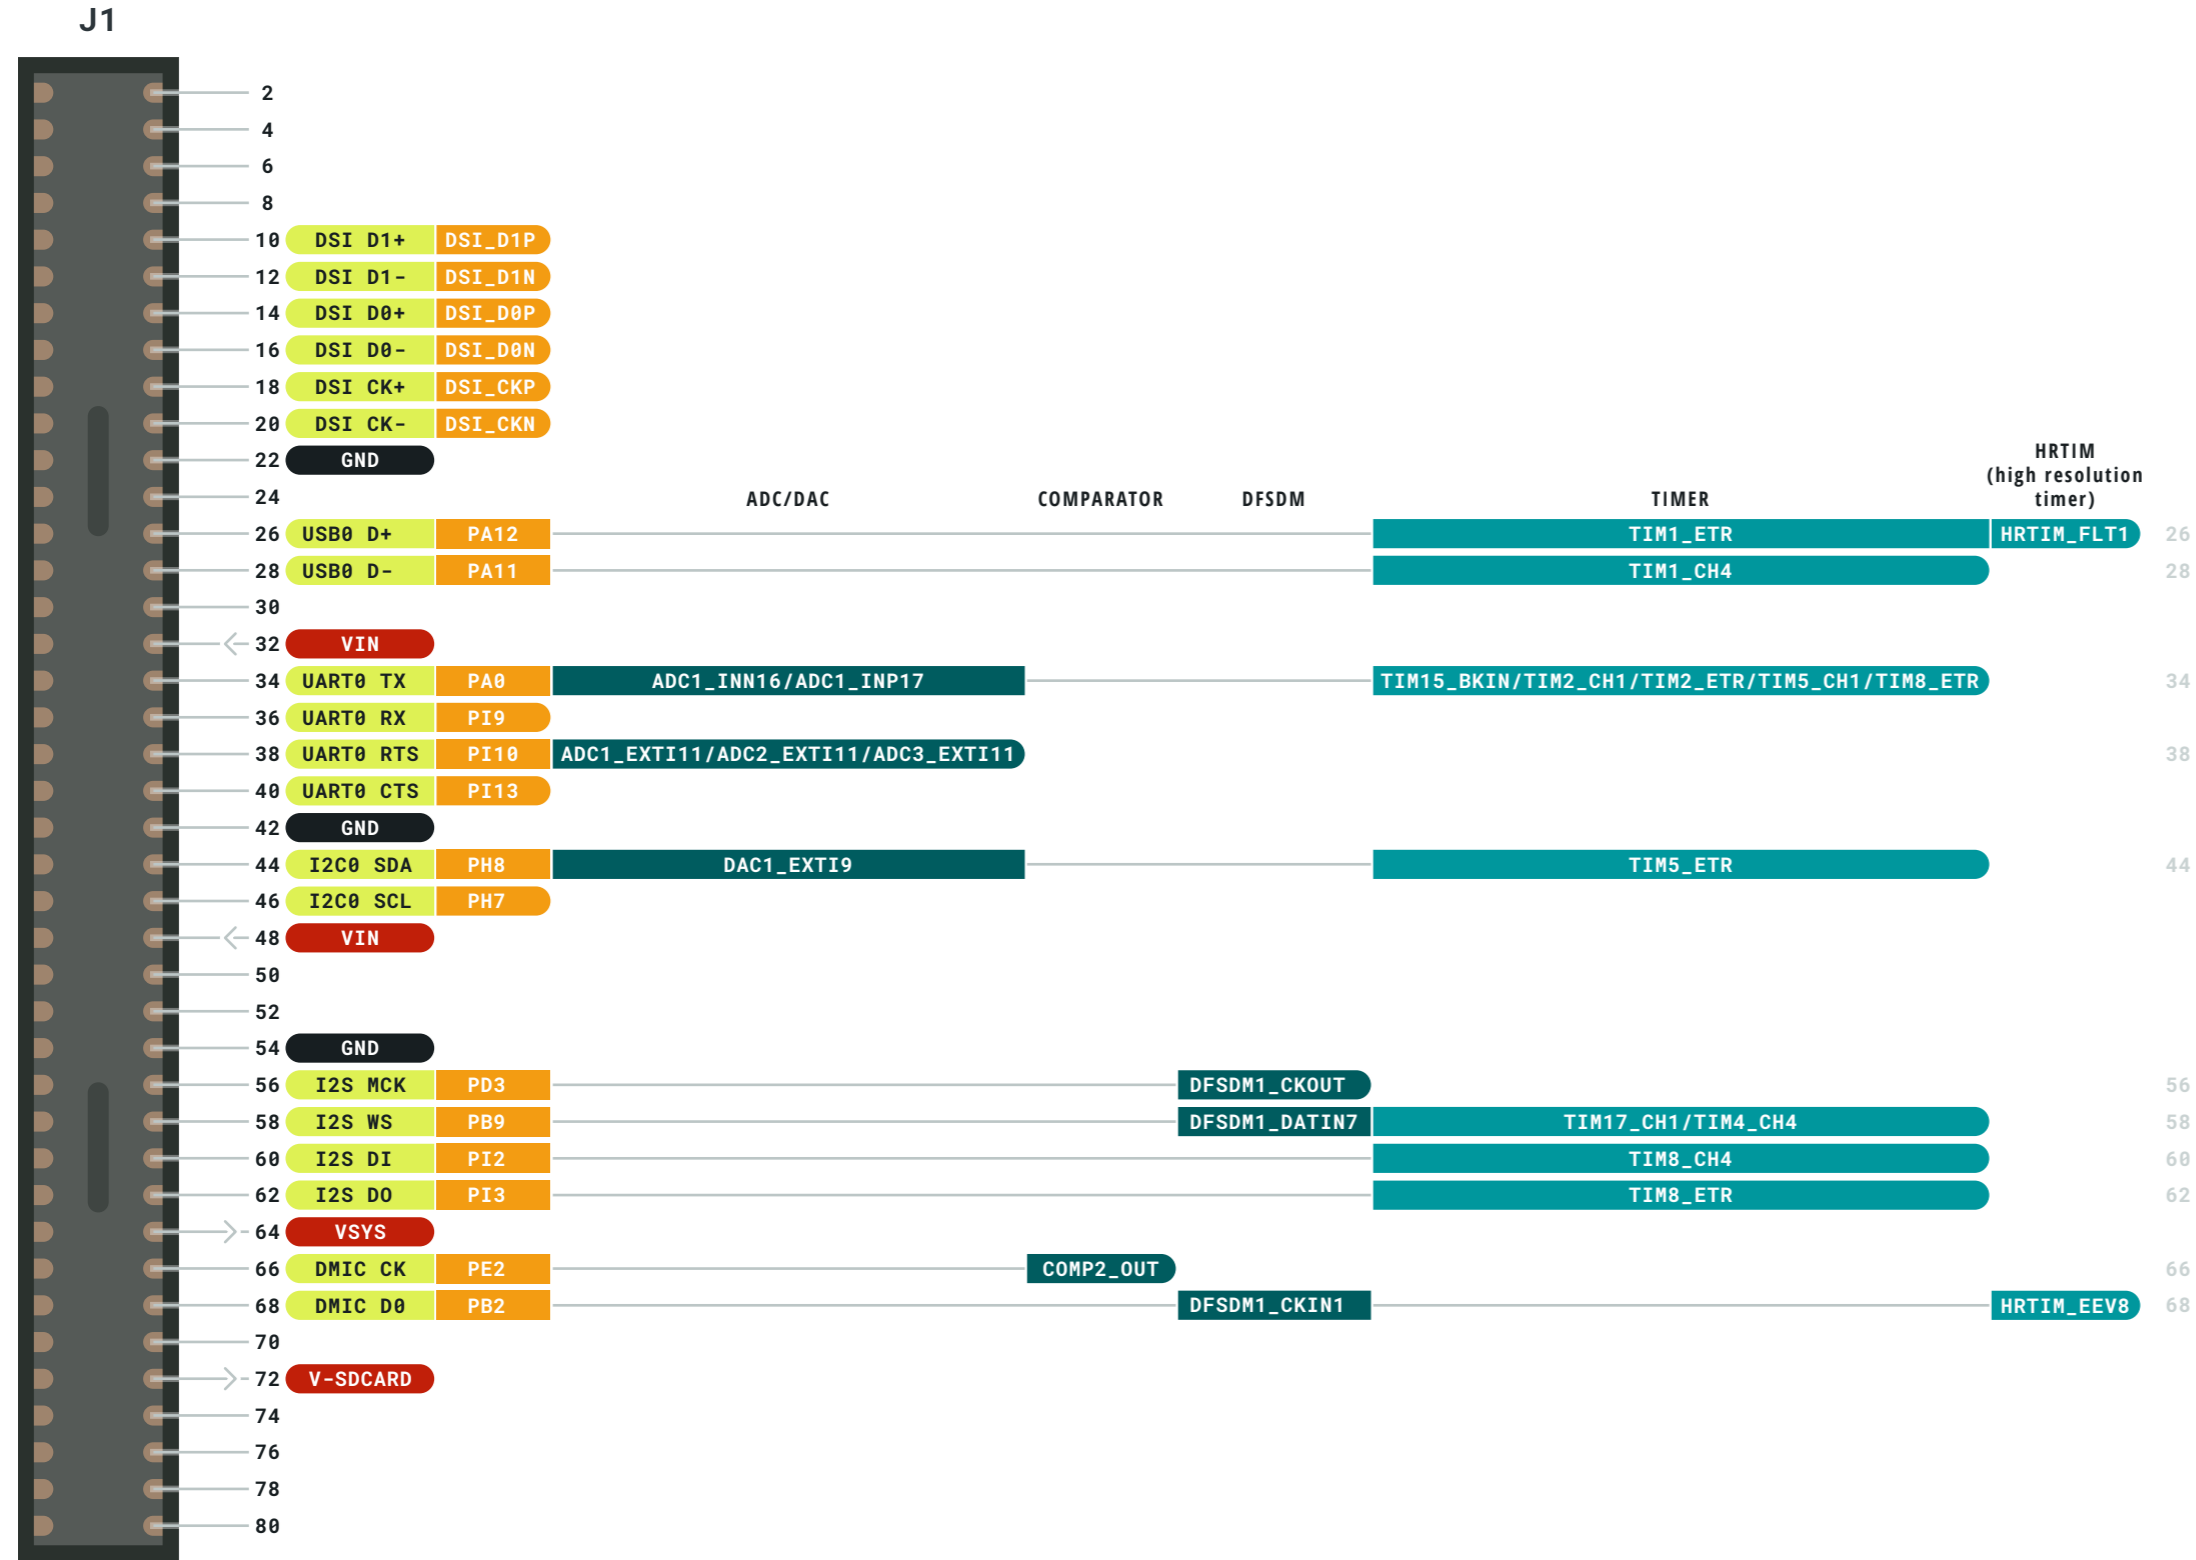 J1
2
4
6
8
10 DSI D1+ DSI_D1P
12 DSI D1- DSI_D1N
14 DSI D0+ DSI_D0P
16 DSI D0- DSI_D0N
18 DSI CK+ DSI_CKP
20 DSI CK- DSI_CKN
22 GND
HRTIM
(high resolution
timer)
24 ADC/DAC COMPARATOR DFSDM TIMER
26 USB0 D+ PA12 TIM1_ETR HRTIM_FLT1 26
28 USB0 D- PA11 TIM1_CH4 28
30
32 VIN
34 UART0 TX PA0 ADC1_INN16/ADC1_INP17 TIM15_BKIN/TIM2_CH1/TIM2_ETR/TIM5_CH1/TIM8_ETR 34
36 UART0 RX PI9
38 UART0 RTS PI10 ADC1_EXTI11/ADC2_EXTI11/ADC3_EXTI11 38
40 UART0 CTS PI13
42 GND
44 I2C0 SDA PH8 DAC1_EXTI9 TIM5_ETR 44
46 I2C0 SCL PH7
48 VIN
50
52
54 GND
56 I2S MCK PD3 DFSDM1_CKOUT 56
58 I2S WS PB9 DFSDM1_DATIN7 TIM17_CH1/TIM4_CH4 58
60 I2S DI PI2 TIM8_CH4 60
62 I2S DO PI3 TIM8_ETR 62
64 VSYS
66 DMIC CK PE2 COMP2_OUT 66
68 DMIC D0 PB2 DFSDM1_CKIN1 HRTIM_EEV8 68
70
72 V-SDCARD
74
76
78
80